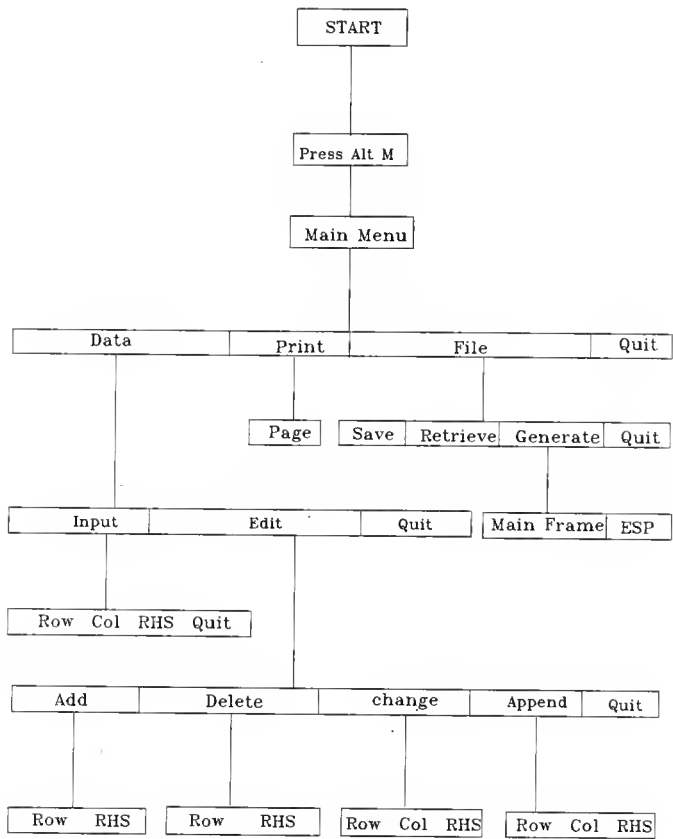 START
Press Alt M
Main Menu
Data Print File Quit
Page Save Retrieve Generate Quit
Input Edit Quit Main Frame ESP
Row Col RHS Quit
Add Delete change Append Quit
Row RHS Row RHS Row Col RHS Row Col RHS